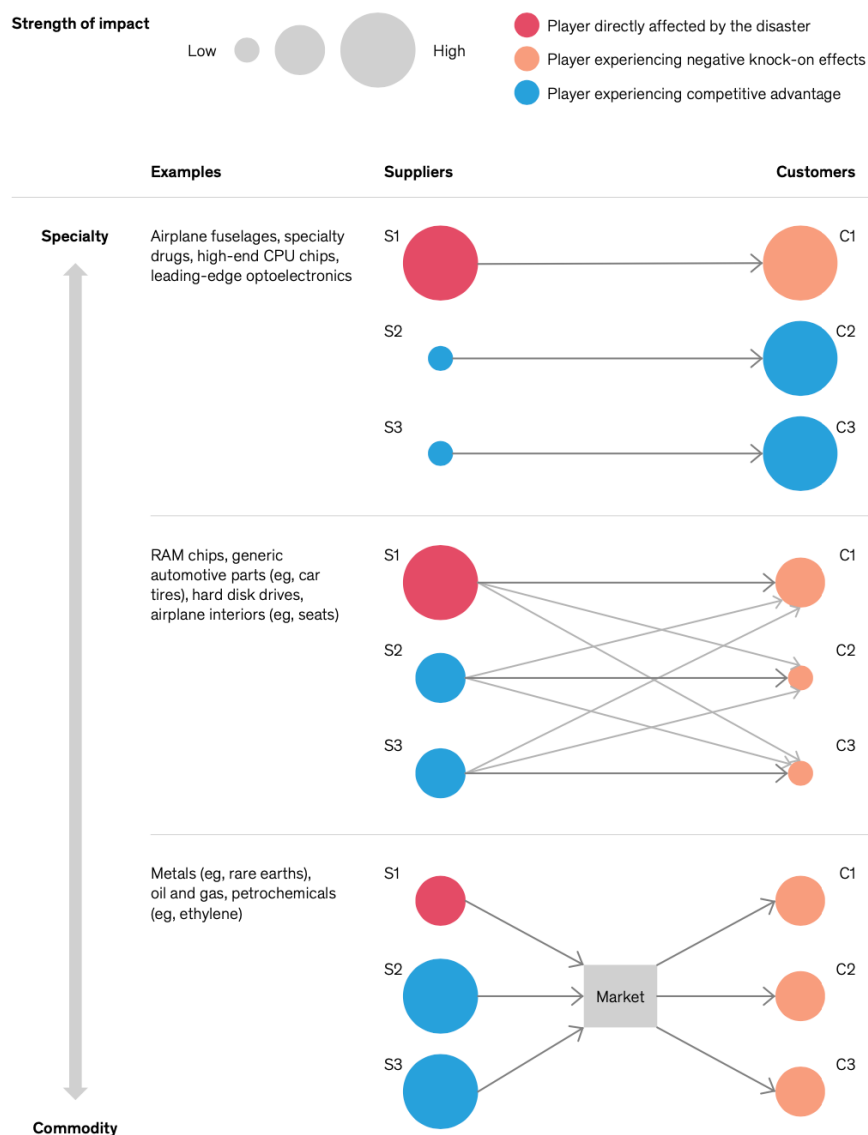 Strength of impact
Low
High
Player directly affected by the disaster
Player experiencing negative knock-on effects
Player experiencing competitive advantage
Examples
Suppliers
Customers
Specialty
Airplane fuselages, specialty
drugs, high-end CPU chips,
leading-edge optoelectronics
S1
C1
S2
C2
S3
C3
RAM chips, generic
automotive parts (eg, car
tires), hard disk drives,
airplane interiors (eg, seats)
S1
C1
S2
C2
S3
C3
Metals (eg, rare earths),
oil and gas, petrochemicals
(eg, ethylene)
S1
C1
S2
Market
C2
S3
C3
Commodity